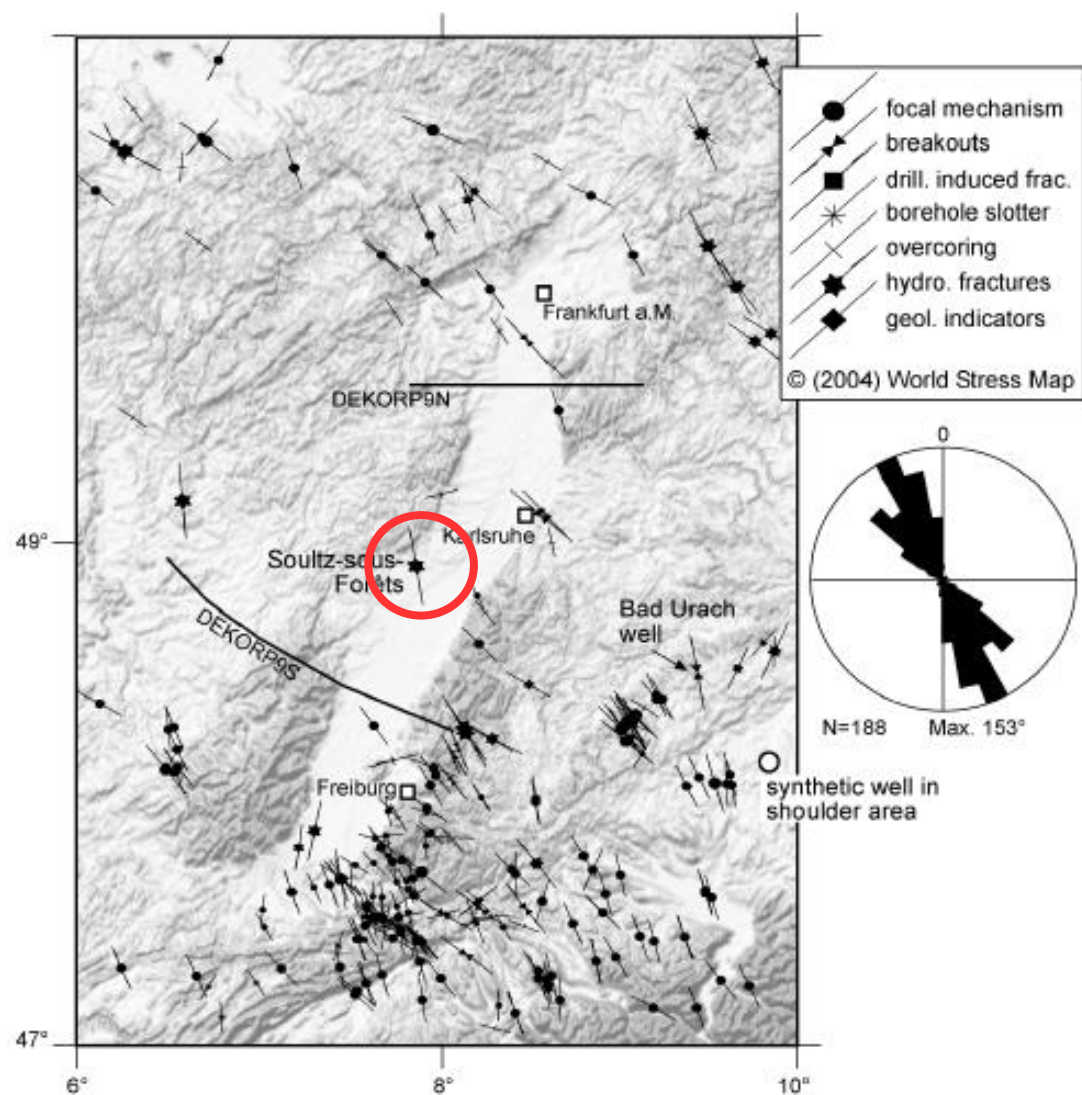 focal mechanism
breakouts
drill. induced frac.
borehole slotter
overcoring
hydro. fractures
geol. indicators
© (2004) World Stress Map
Frankfurt a.M.
DEKORP9N
0
49°
Karlsruhe
Soultz-sous-
Forêts
DEKORP9S
Bad Urach
well
N=188 Max. 153°
Freiburg
synthetic well in
shoulder area
47°
6° 8° 10°